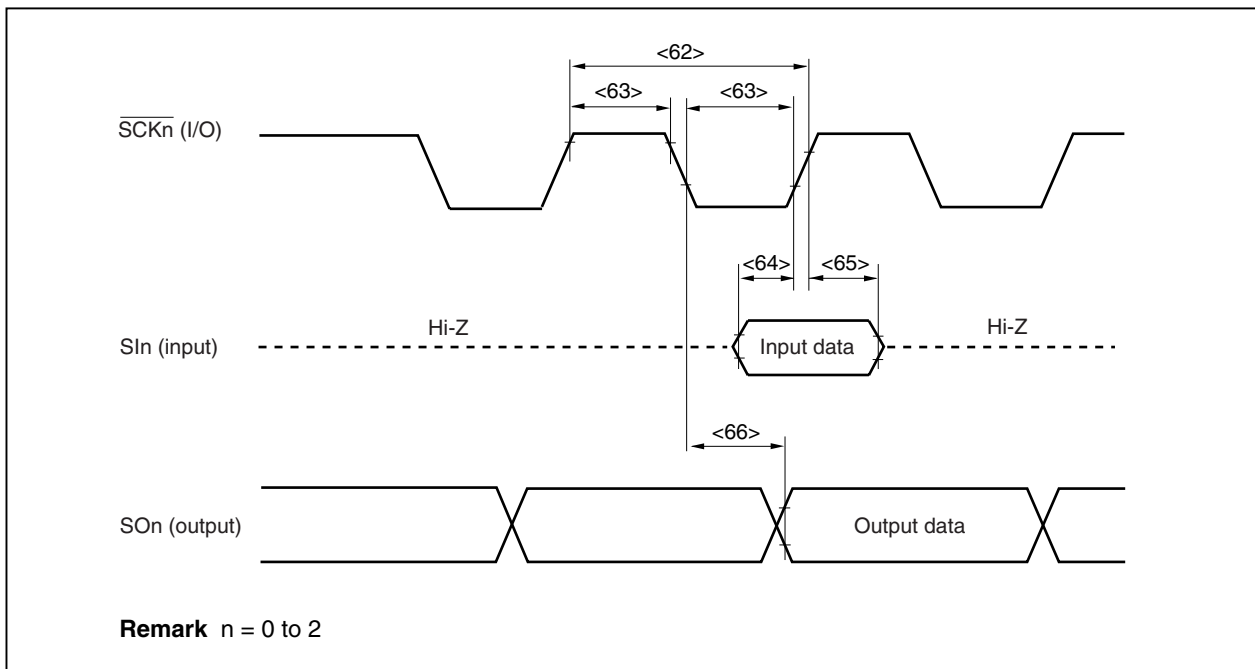 <62>
<63> <63>
SCKn (I/O)
<64> <65>
Hi-Z Hi-Z
SIn (input) Input data
<66>
SOn (output) Output data
Remark n = 0 to 2